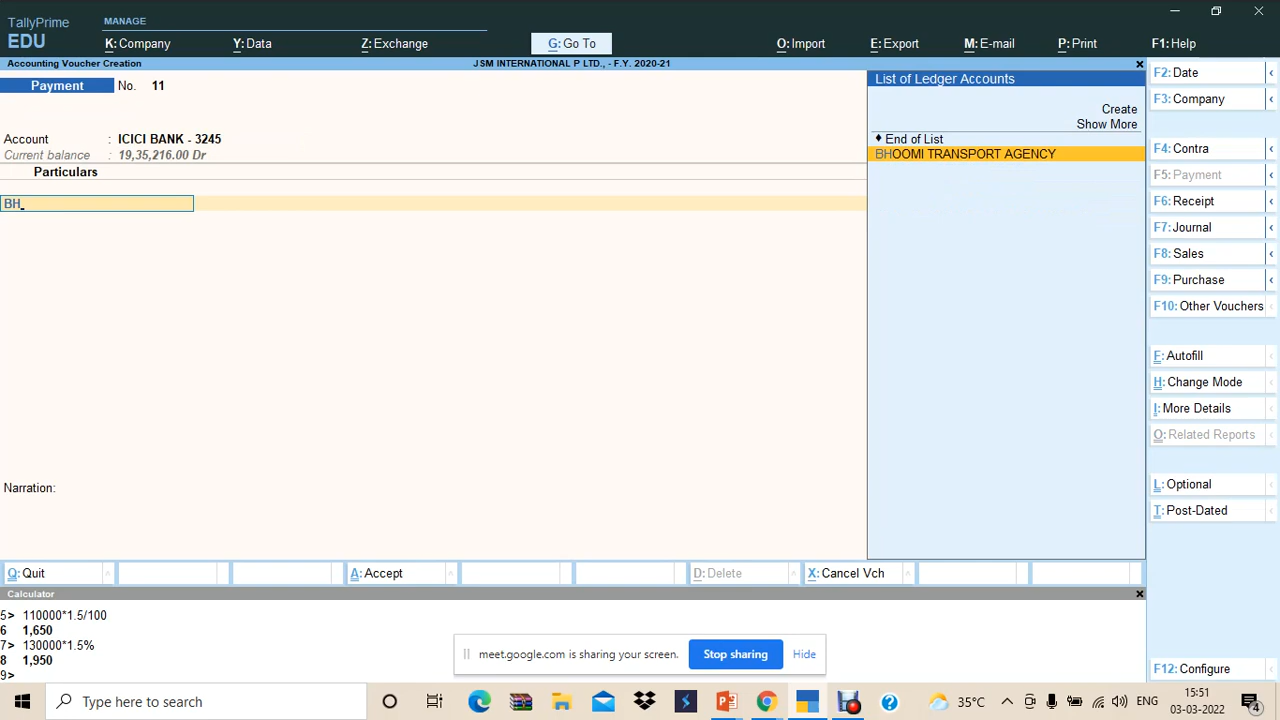 TallyPrime
EDU
MANAGE
K: Company
Y: Data
Z: Exchange
G: Go To
O: Import
E: Export
M: E-mail
P: Print
F1: Help
Accounting Voucher Creation
JSM INTERNATIONAL P LTD., - F.Y. 2020-21
Payment No. 11
Account : ICICI BANK - 3245
Current balance : 19,35,216.00 Dr
Particulars
BH
List of Ledger Accounts
Create
Show More
♦ End of List
BHOOMI TRANSPORT AGENCY
F2: Date
F3: Company
F4: Contra
F5: Payment
F6: Receipt
F7: Journal
F8: Sales
F9: Purchase
F10: Other Vouchers
F: Autofill
H: Change Mode
I: More Details
O: Related Reports
L: Optional
T: Post-Dated
F12: Configure
Narration:
Q: Quit
A: Accept
D: Delete
X: Cancel Vch
Calculator
5> 110000*1.5/100
6 1,650
7> 130000*1.5%
8 1,950
9>
meet.google.com is sharing your screen.
Stop sharing
Hide
Type here to search
35°C
ENG
15:51
03-03-2022
4